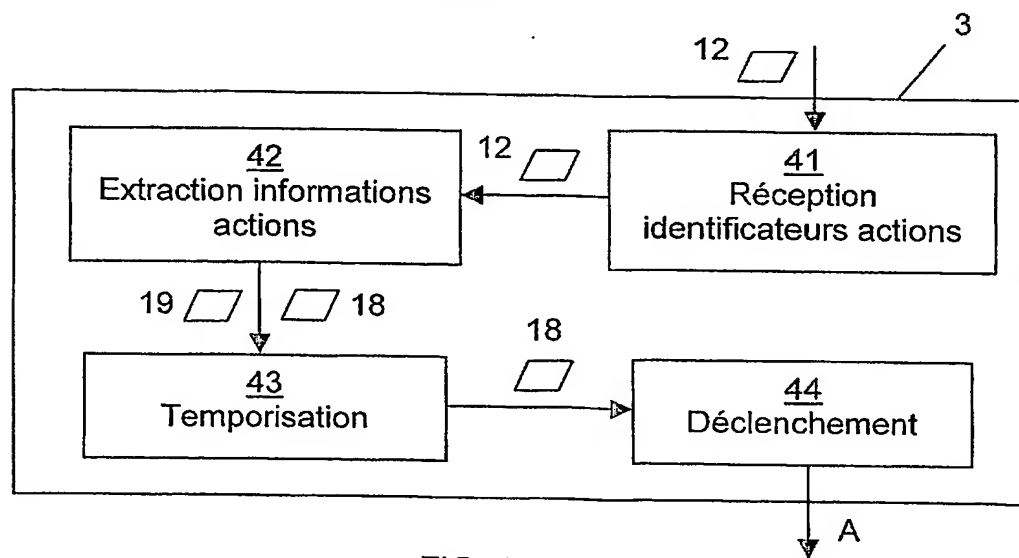 3
12
42
Extraction informations
actions
12
41
Réception
identificateurs actions
19
18
43
Temporisation
18
44
Déclenchement
A